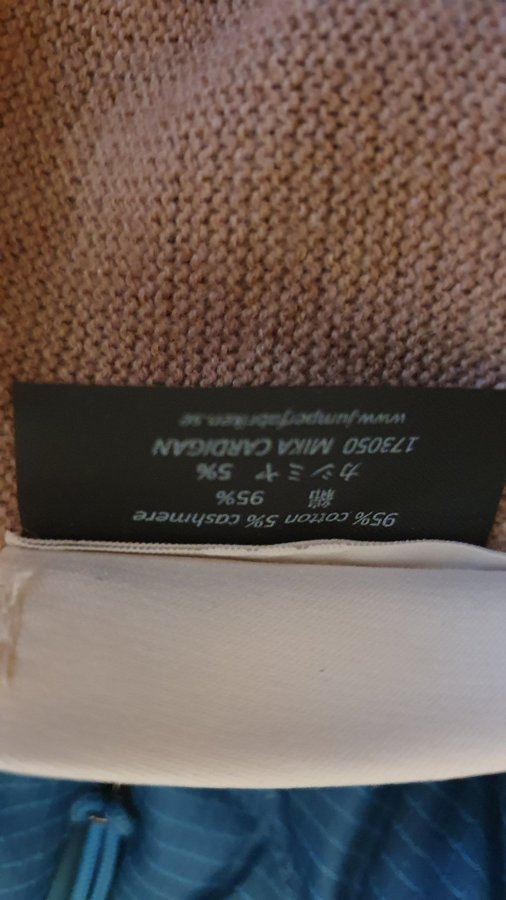 95% cotton 5% cashmere
綿 95%
カシミヤ 5%
173050 MIKA CARDIGAN
www.jumperfabriken.se